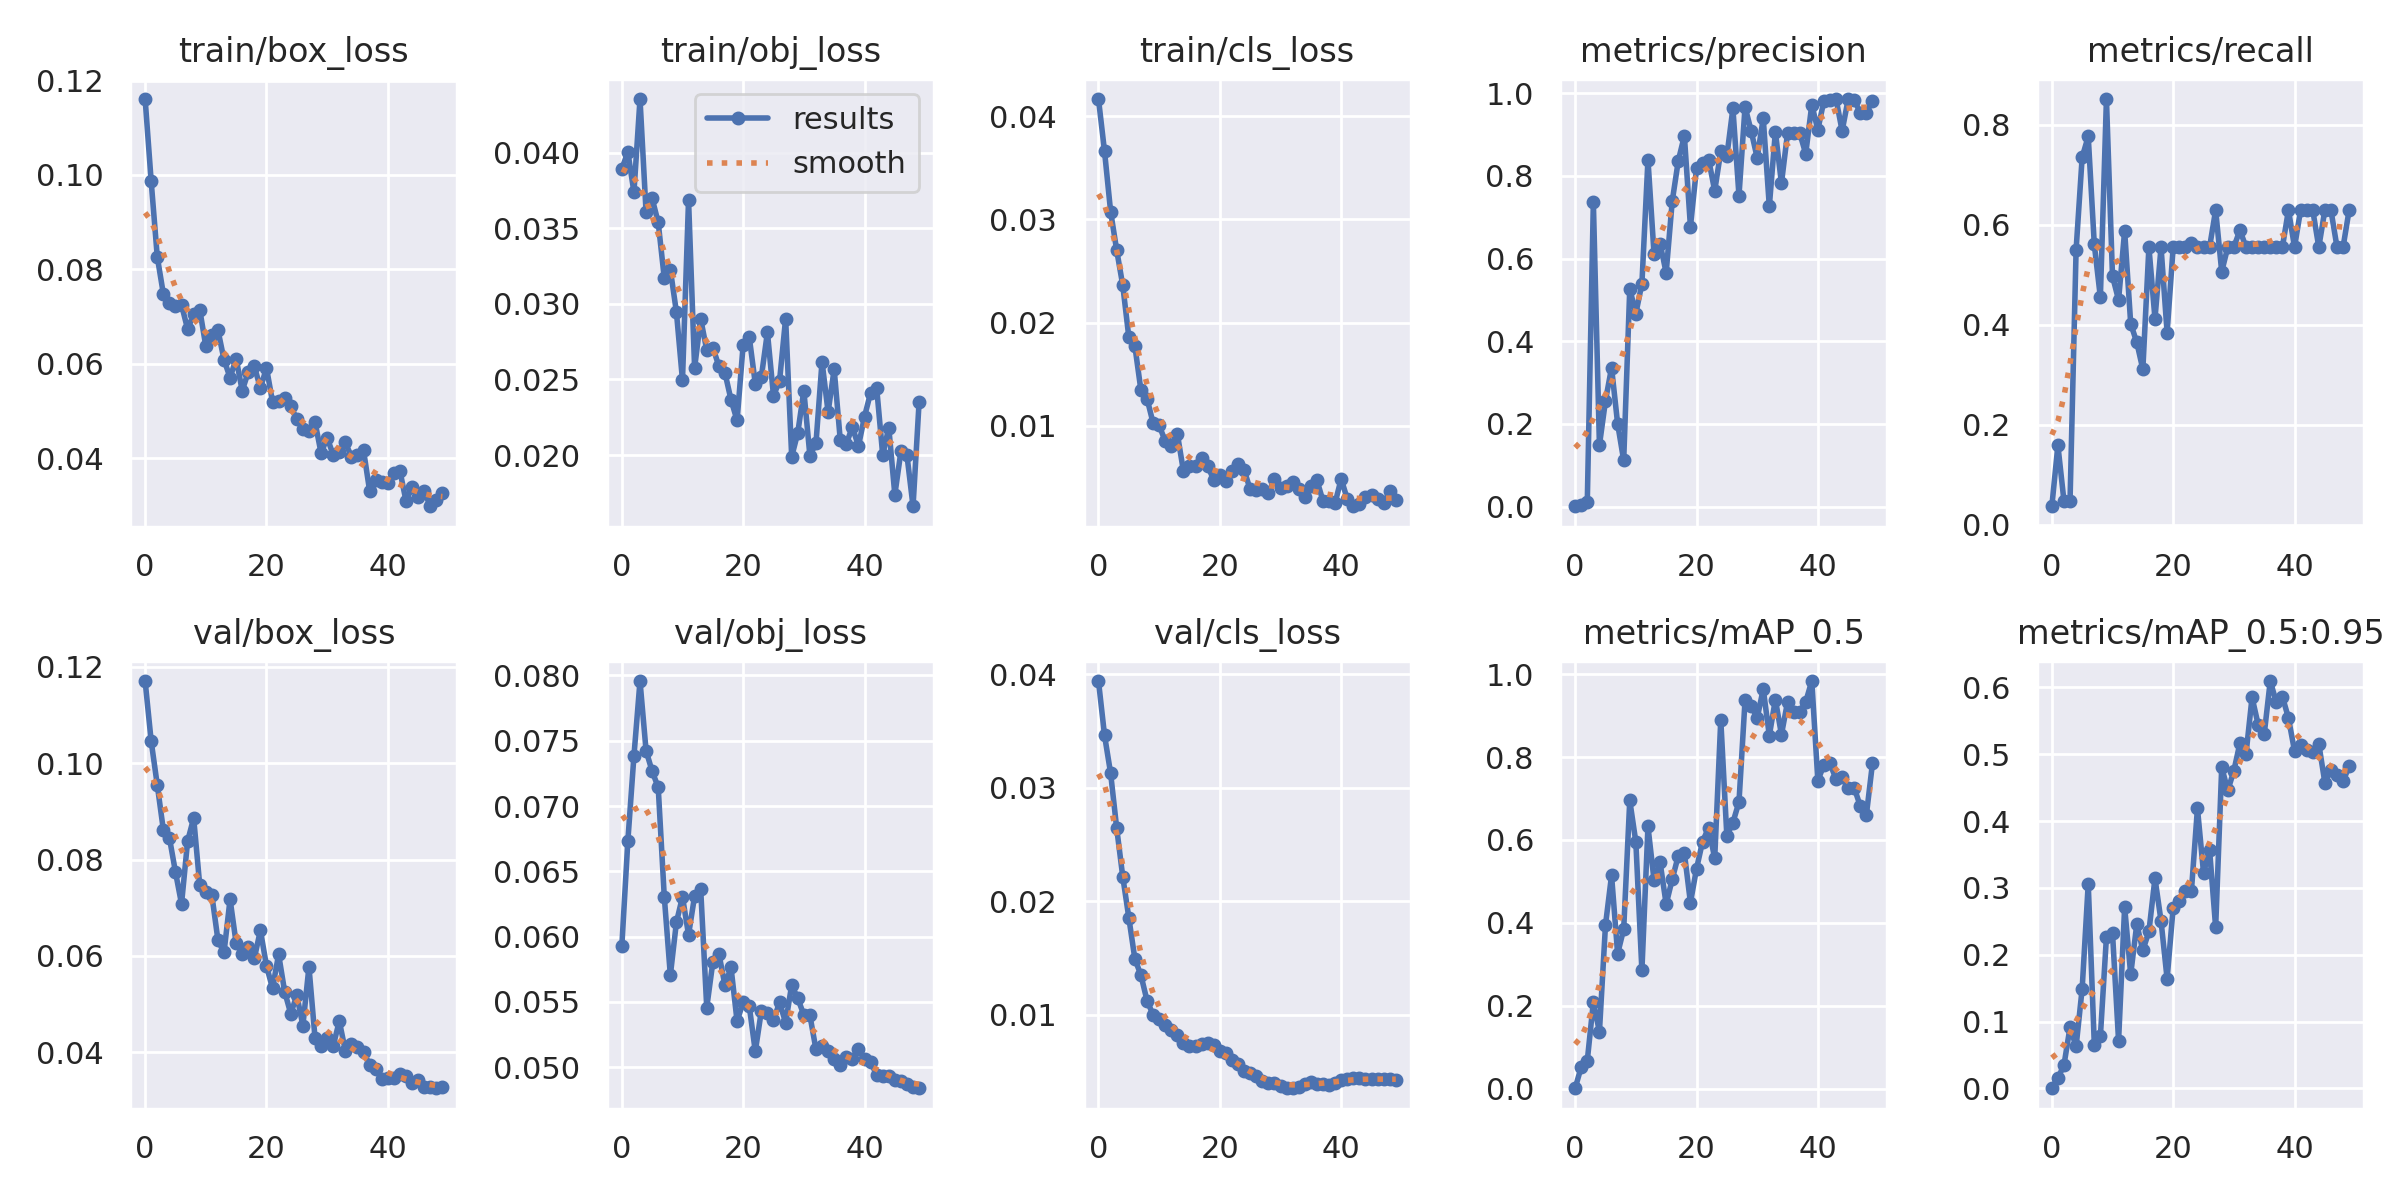 train/box_loss
0.12
0.10
0.08
0.06
0.04
0 20 40
train/obj_loss
results
smooth
0.040
0.035
0.030
0.025
0.020
0 20 40
train/cls_loss
0.04
0.03
0.02
0.01
0 20 40
metrics/precision
1.0
0.8
0.6
0.4
0.2
0.0
0 20 40
metrics/recall
0.8
0.6
0.4
0.2
0.0
0 20 40
val/box_loss
0.12
0.10
0.08
0.06
0.04
0 20 40
val/obj_loss
0.080
0.075
0.070
0.065
0.060
0.055
0.050
0 20 40
val/cls_loss
0.04
0.03
0.02
0.01
0 20 40
metrics/mAP_0.5
1.0
0.8
0.6
0.4
0.2
0.0
0 20 40
metrics/mAP_0.5:0.95
0.6
0.5
0.4
0.3
0.2
0.1
0.0
0 20 40